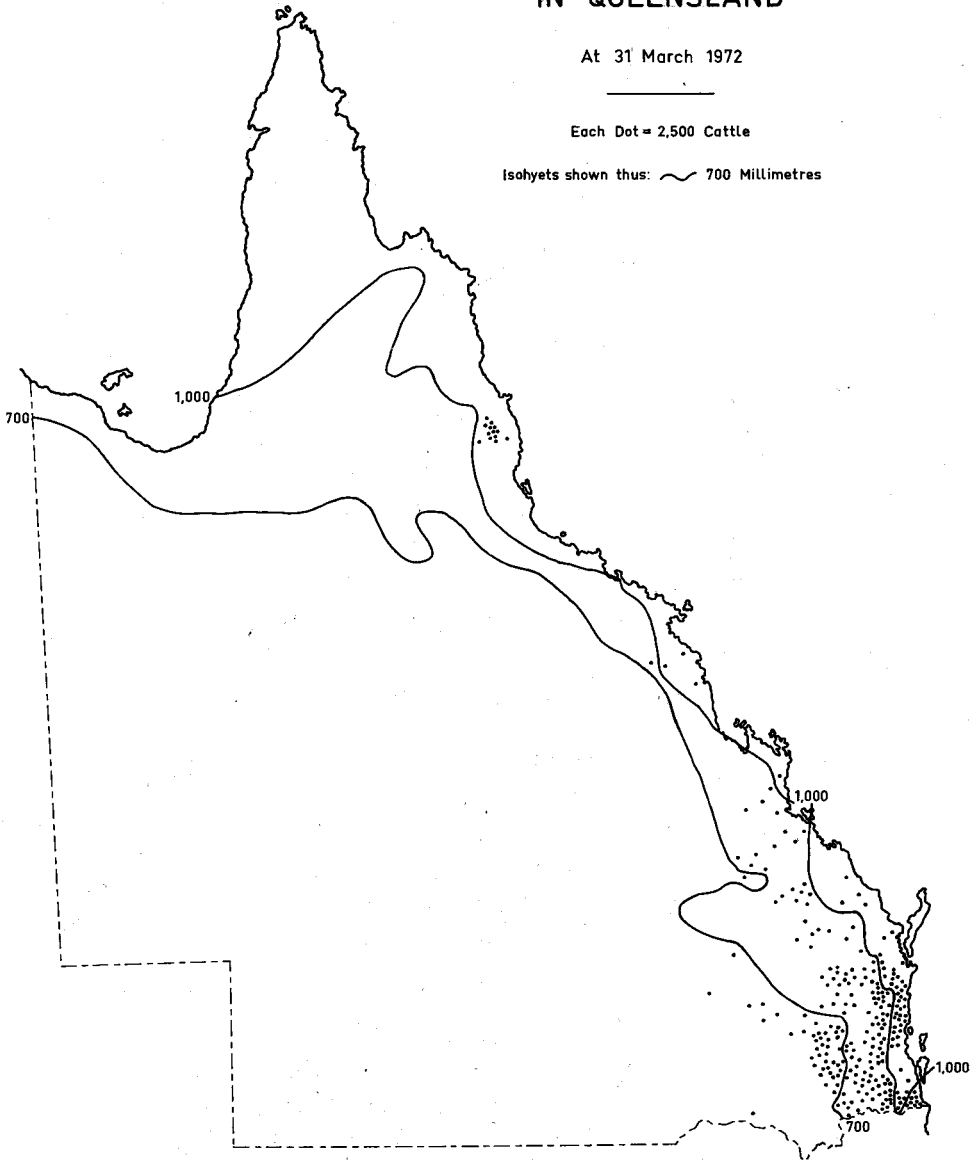 IN QUEENSLAND
At 31 March 1972
Each Dot = 2,500 Cattle
Isohyets shown thus: 700 Millimetres
1,000
700
1,000
1,000
700